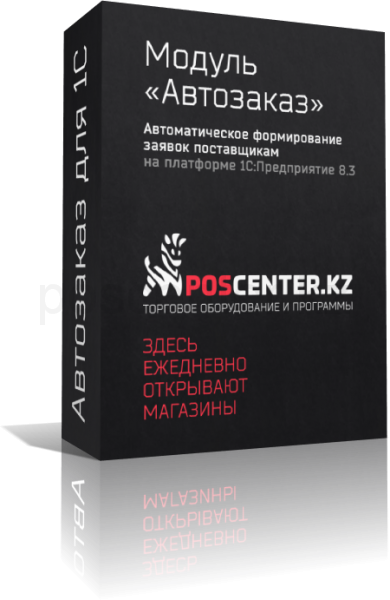 Автозаказ для 1С
Модуль
«Автозаказ»
Автоматическое формирование
заявок поставщикам
на платформе 1С:Предприятие 8.3
POSCENTER.KZ
ТОРГОВОЕ ОБОРУДОВАНИЕ И ПРОГРАММЫ
ЗДЕСЬ
ЕЖЕДНЕВНО
ОТКРЫВАЮТ
МАГАЗИНЫ